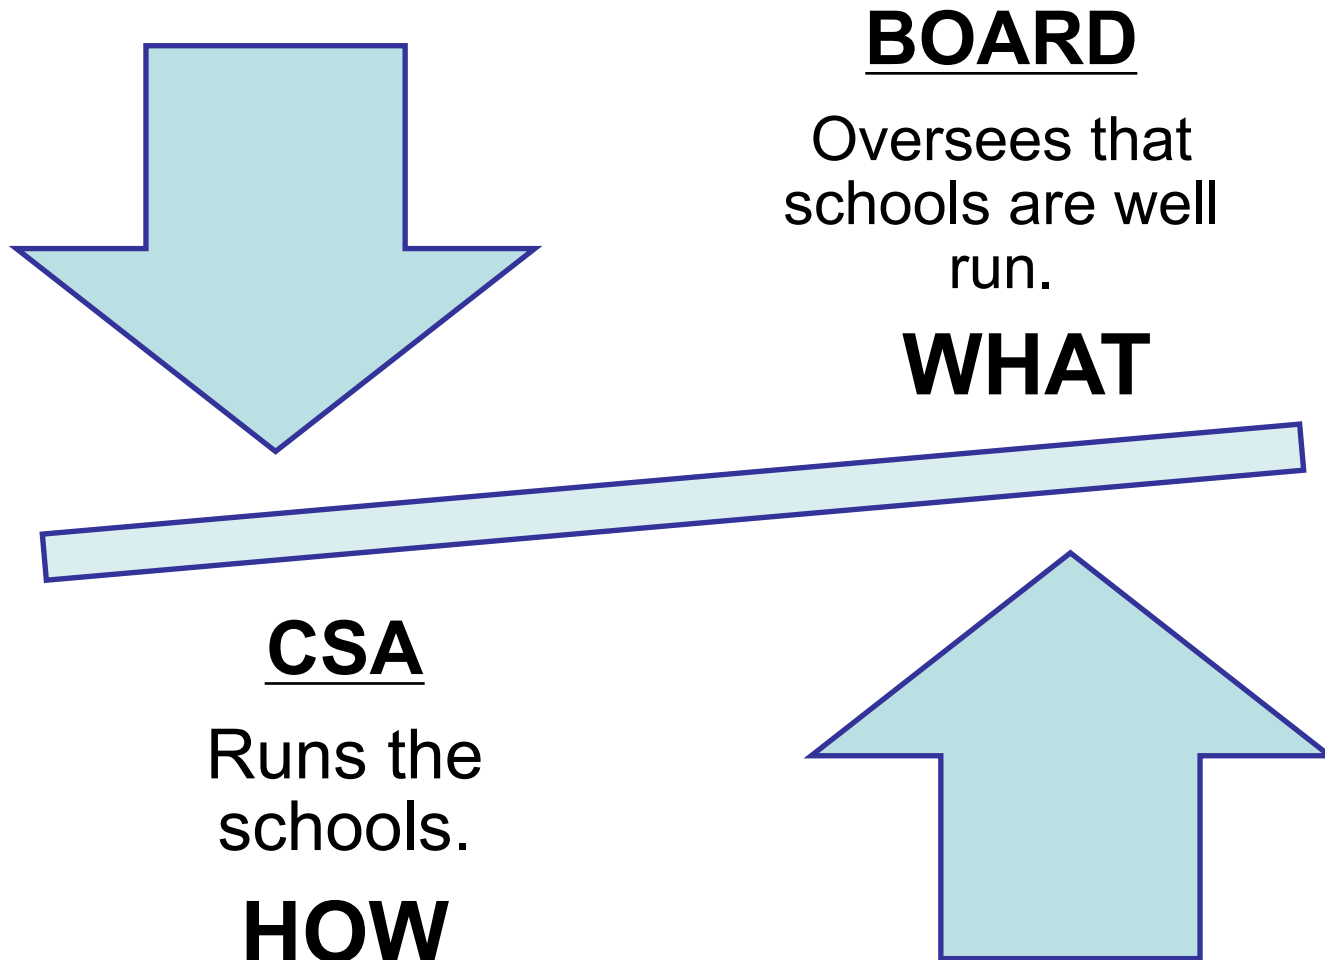 BOARD
Oversees that
schools are well
run.
WHAT
CSA
Runs the
schools.
HOW